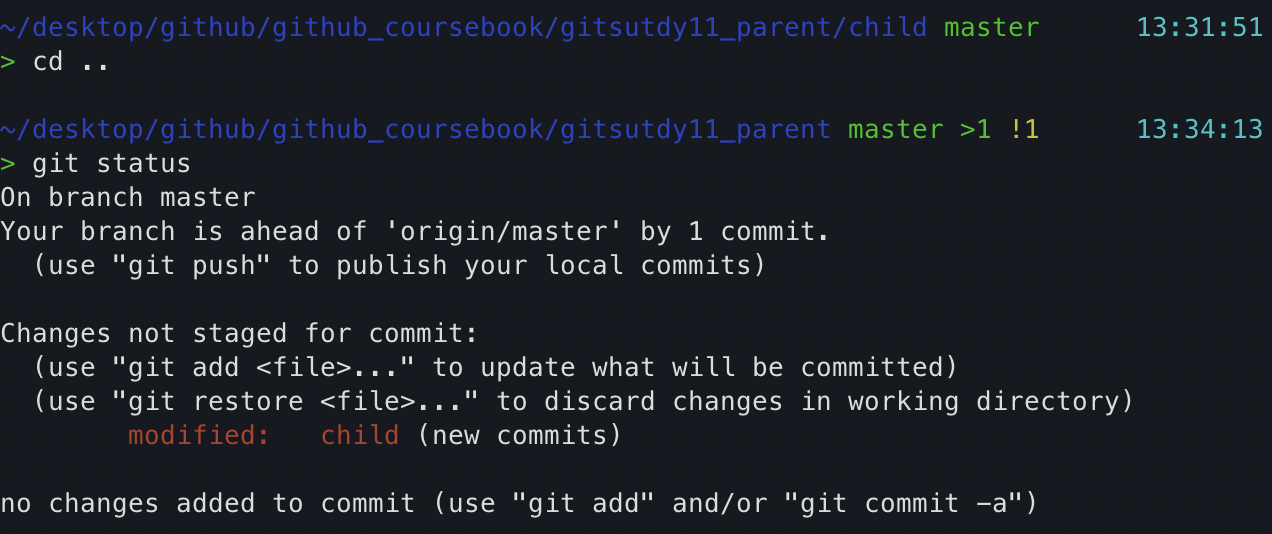 ~/desktop/github/github_coursebook/gitsutdy11_parent/child master 13:31:51
> cd ..
~/desktop/github/github_coursebook/gitsutdy11_parent master >1 !1 13:34:13
> git status
On branch master
Your branch is ahead of 'origin/master' by 1 commit.
(use "git push" to publish your local commits)
Changes not staged for commit:
(use "git add <file>..." to update what will be committed)
(use "git restore <file>..." to discard changes in working directory)
modified: child (new commits)
no changes added to commit (use "git add" and/or "git commit -a")